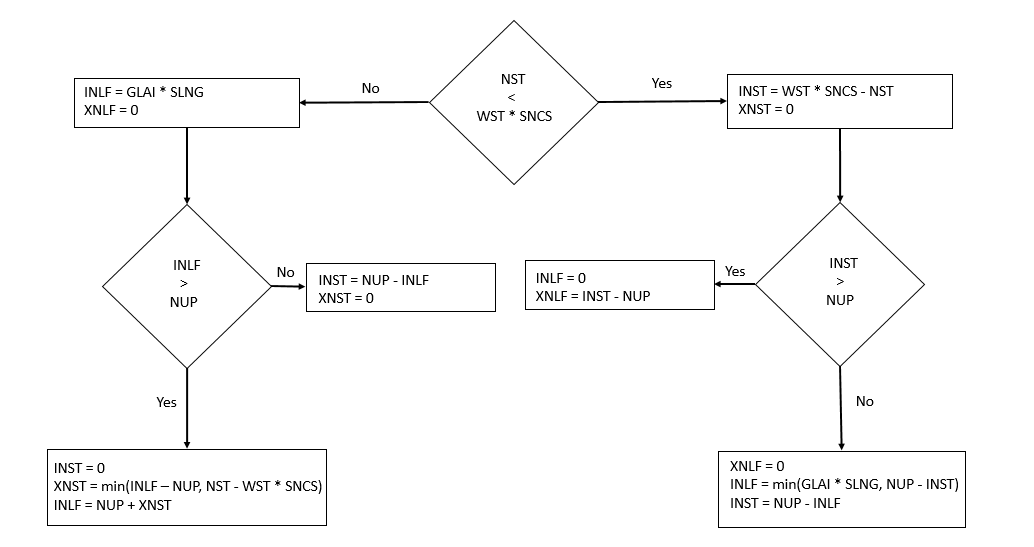 NST
<
WST * SNCS
No
Yes
INLF = GLAI * SLNG
XNLF = 0
INST = WST * SNCS - NST
XNST = 0
INLF
>
NUP
No
INST = NUP - INLF
XNST = 0
INLF = 0
XNLF = INST - NUP
Yes
INST
>
NUP
Yes
No
INST = 0
XNST = min(INLF – NUP, NST - WST * SNCS)
INLF = NUP + XNST
XNLF = 0
INLF = min(GLAI * SLNG, NUP - INST)
INST = NUP - INLF